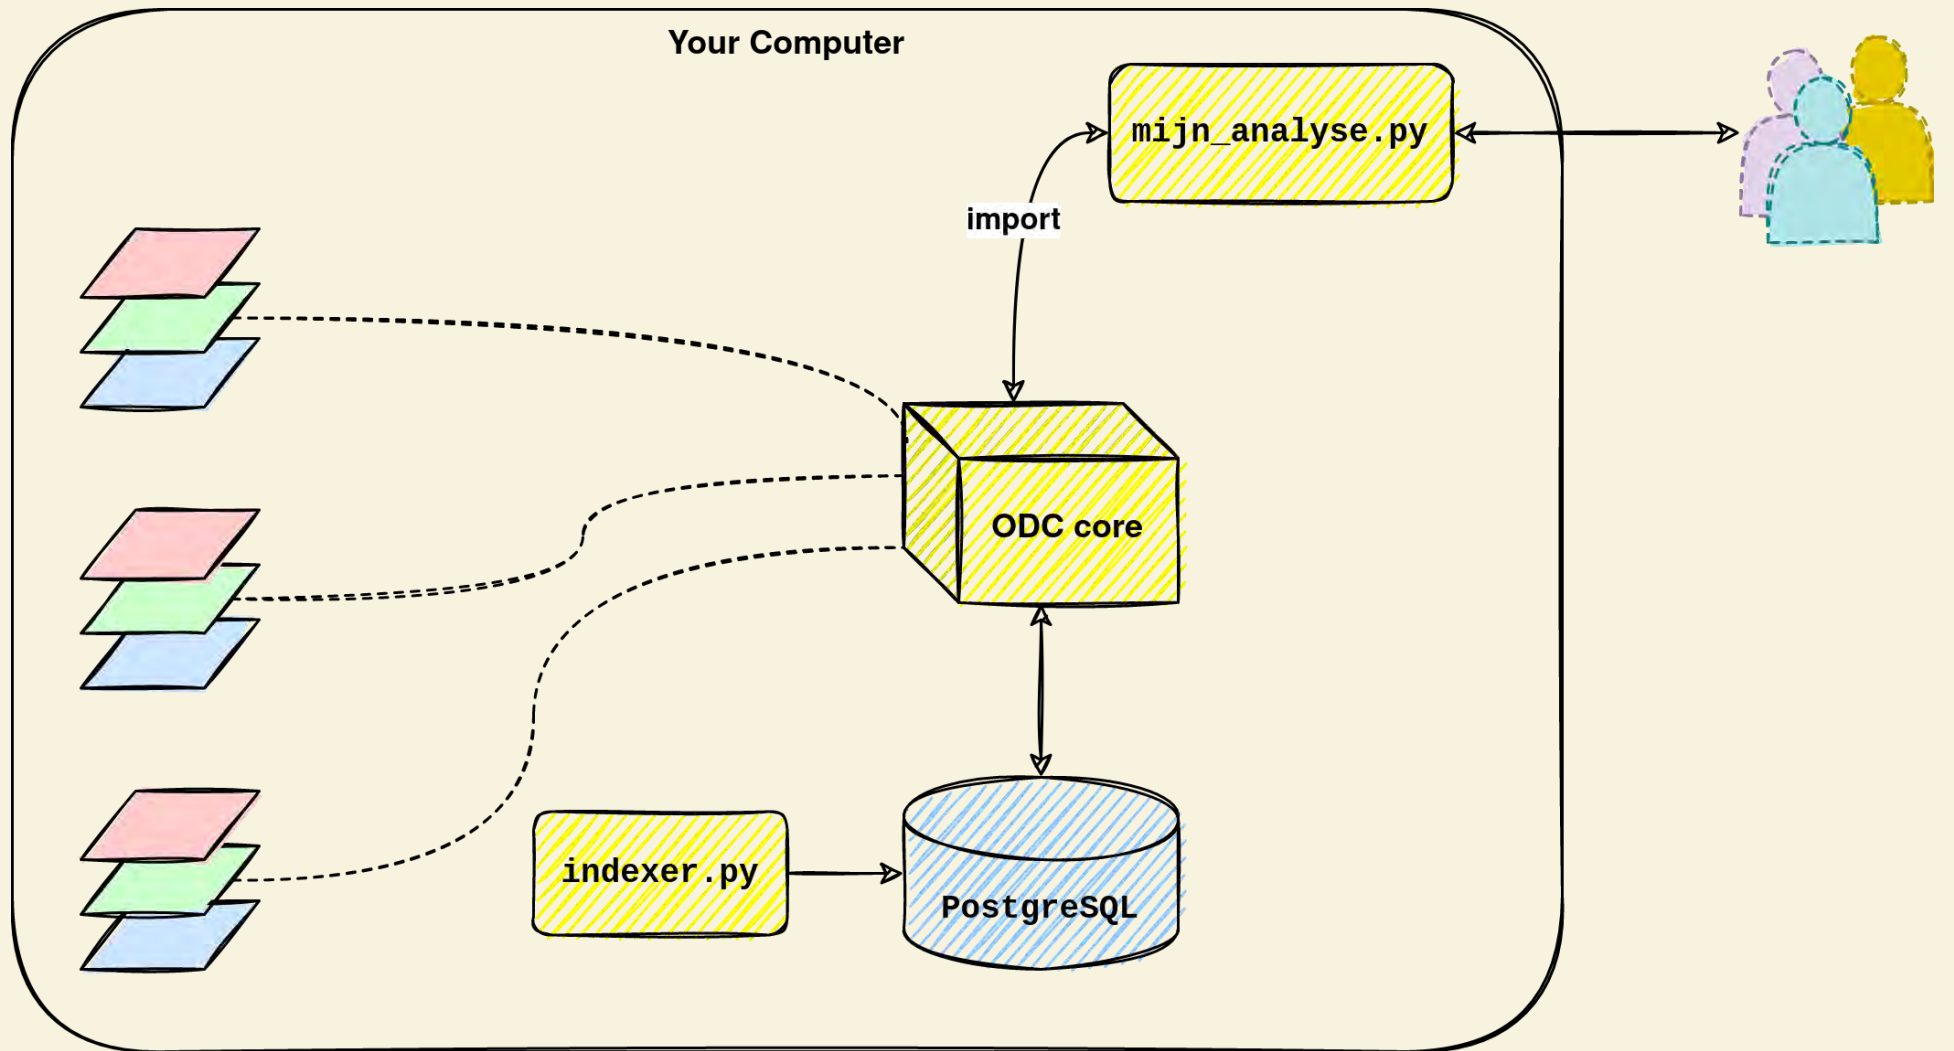 Your Computer
mijn_analyse.py
import
ODC core
indexer.py
PostgreSQL